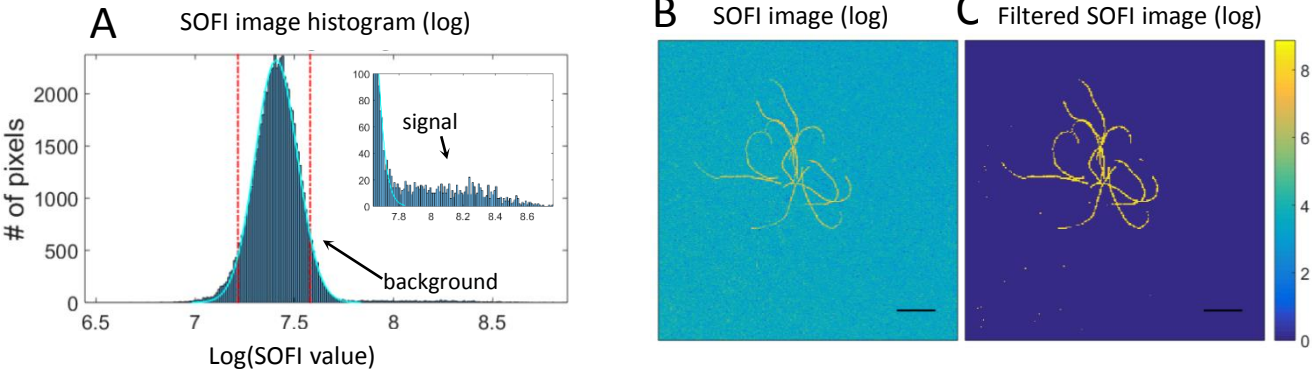 A
SOFI image histogram (log)
# of pixels
2000
1500
1000
500
0
6.5 7 7.5 8 8.5
Log(SOFI value)
100
80
60
40
20
0
7.8 8 8.2 8.4 8.6
signal
background
B
SOFI image (log)
C
Filtered SOFI image (log)
8
6
4
2
0